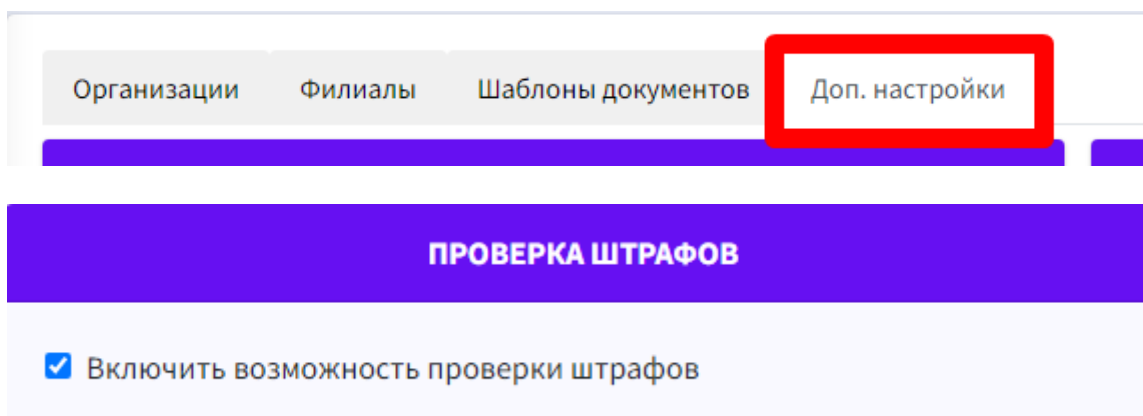 Организации Филиалы Шаблоны документов Доп. настройки
ПРОВЕРКА ШТРАФОВ
Включить возможность проверки штрафов